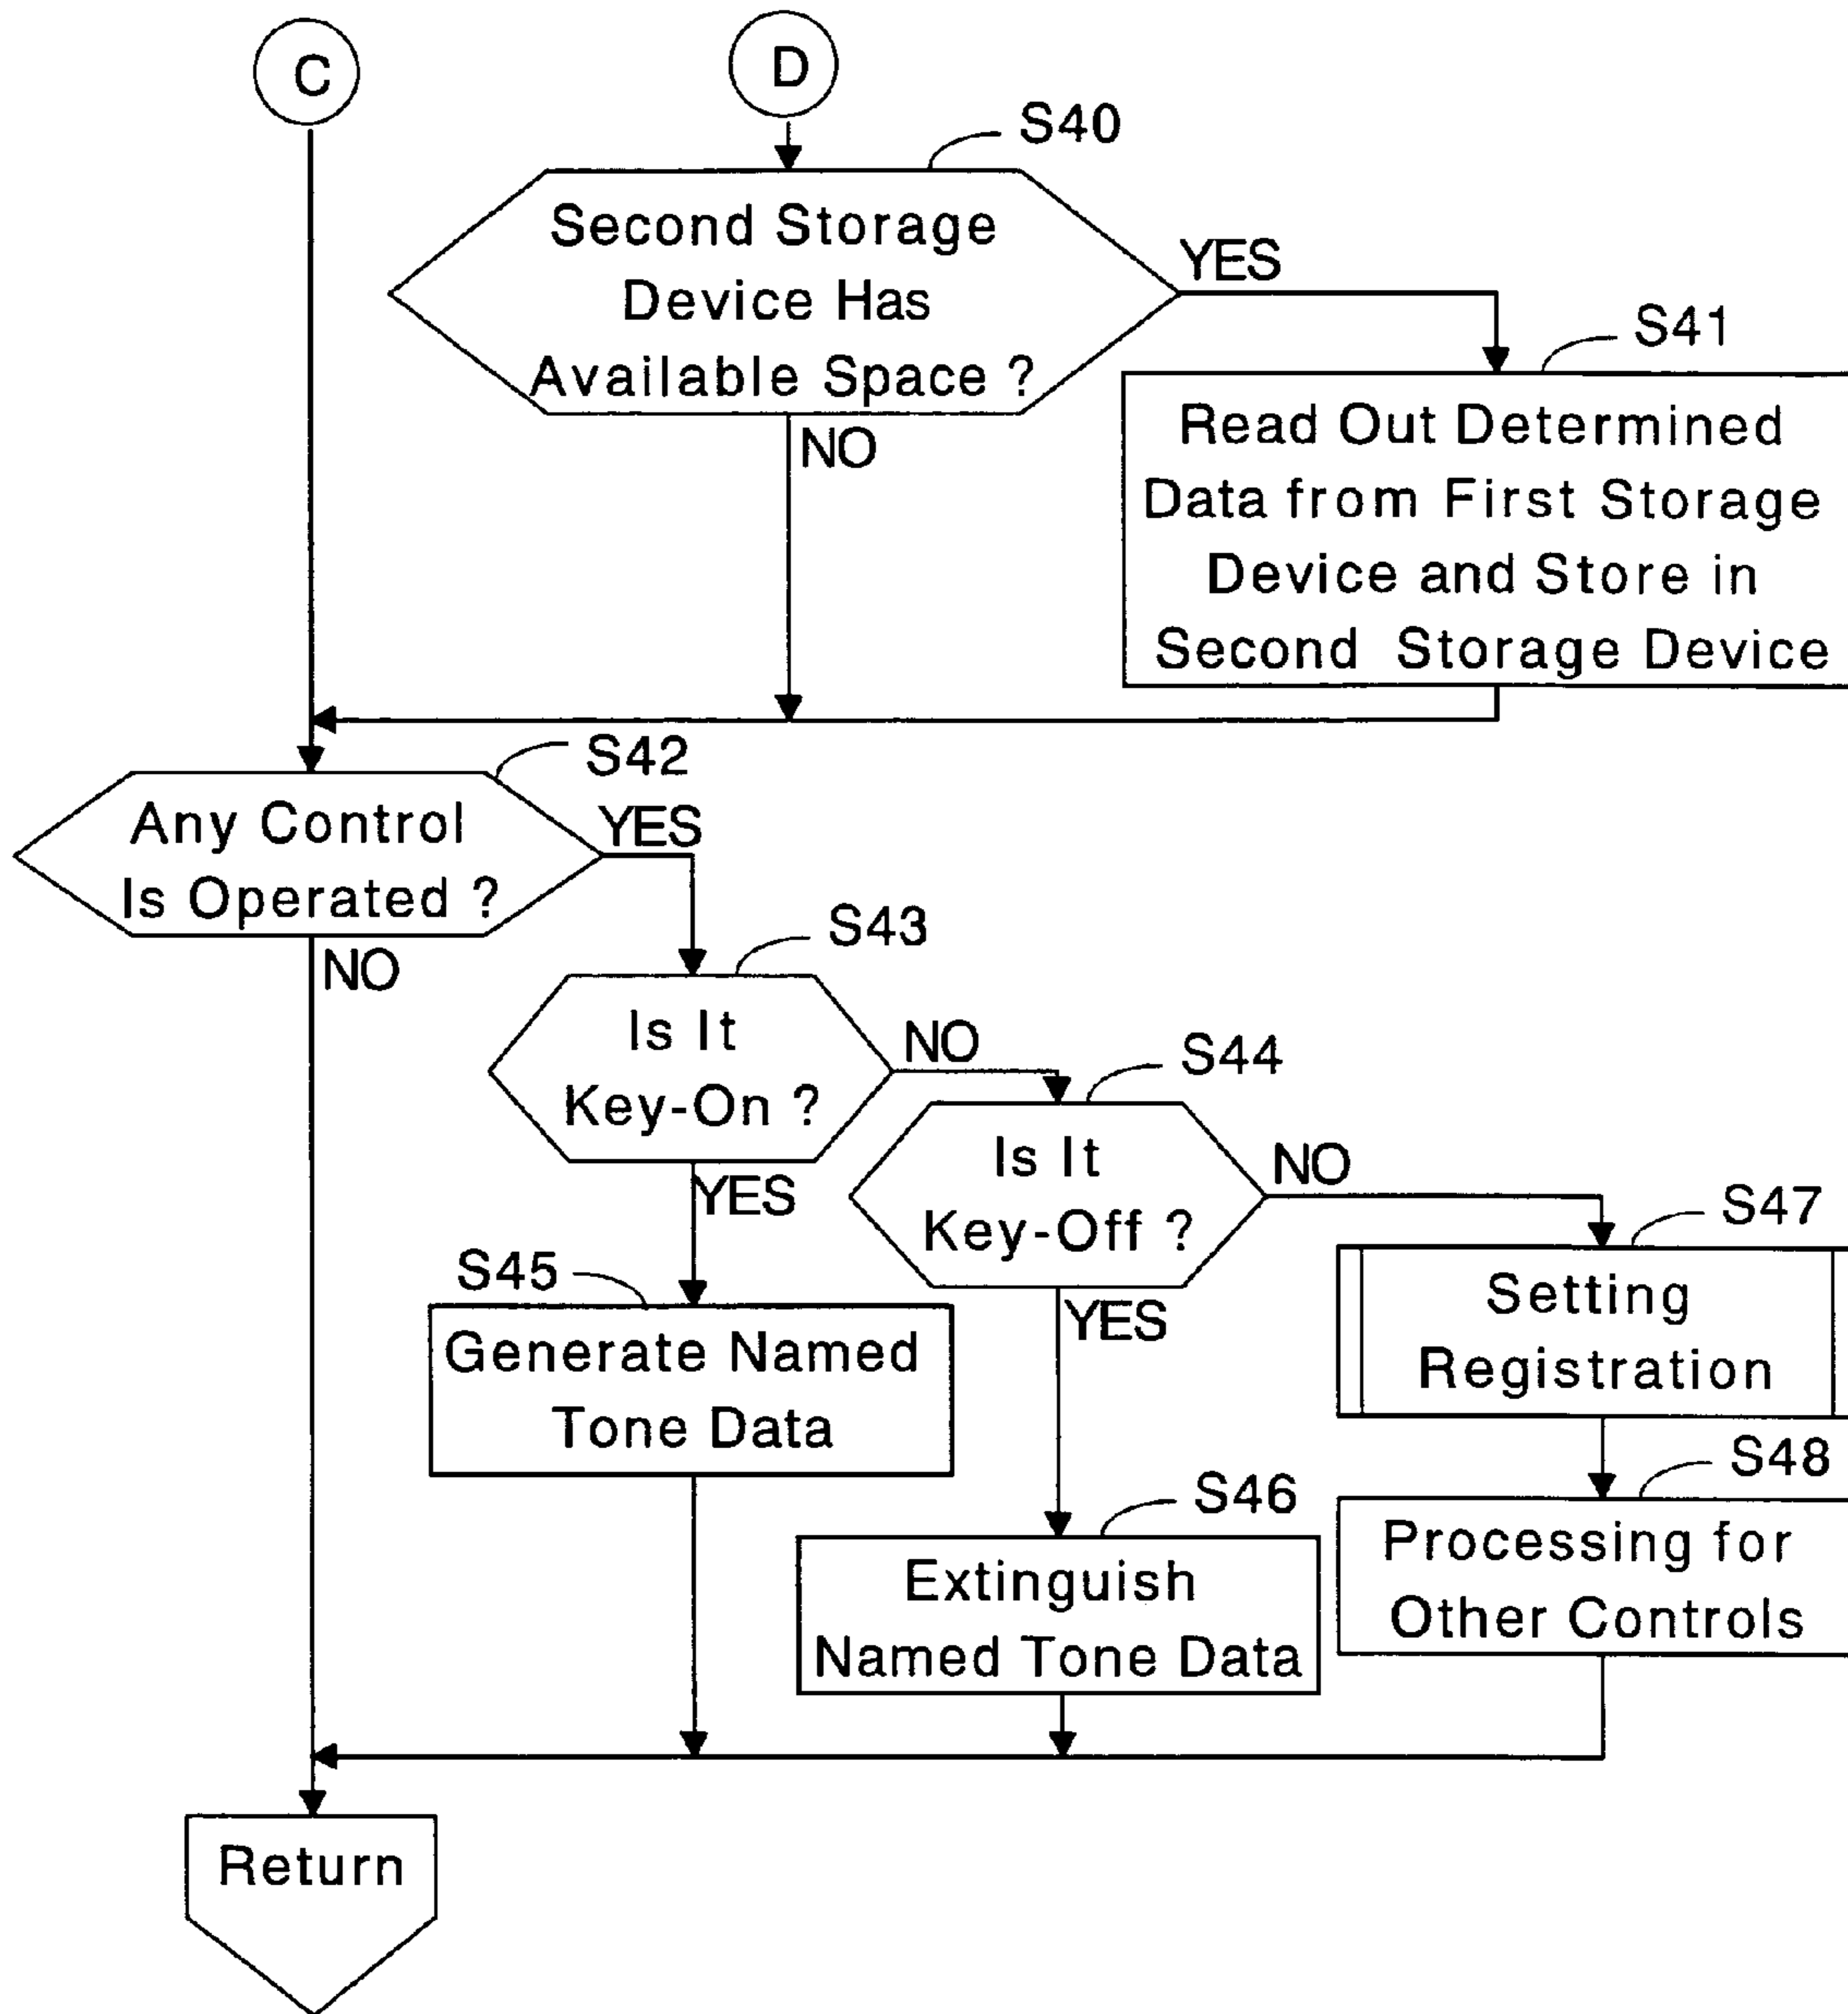 C
D
S40
Second Storage
Device Has
Available Space ?
YES
NO
S41
Read Out Determined
Data from First Storage
Device and Store in
Second Storage Device
S42
Any Control
Is Operated ?
YES
NO
S43
Is It
Key-On ?
NO
YES
S44
Is It
Key-Off ?
NO
YES
S45
Generate Named
Tone Data
S46
Extinguish
Named Tone Data
S47
Setting
Registration
S48
Processing for
Other Controls
Return